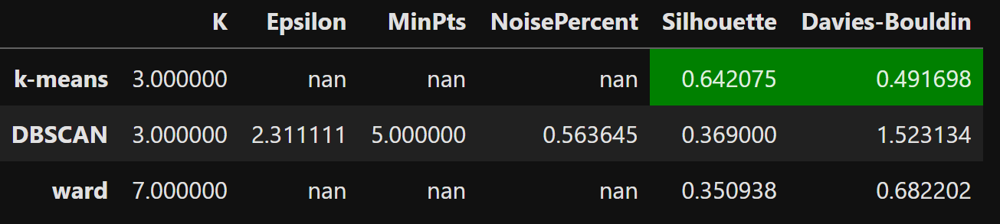 K Epsilon MinPts NoisePercent Silhouette Davies-Bouldin
k-means 3.000000 nan nan nan 0.642075 0.491698
DBSCAN 3.000000 2.311111 5.000000 0.563645 0.369000 1.523134
ward 7.000000 nan nan nan 0.350938 0.682202